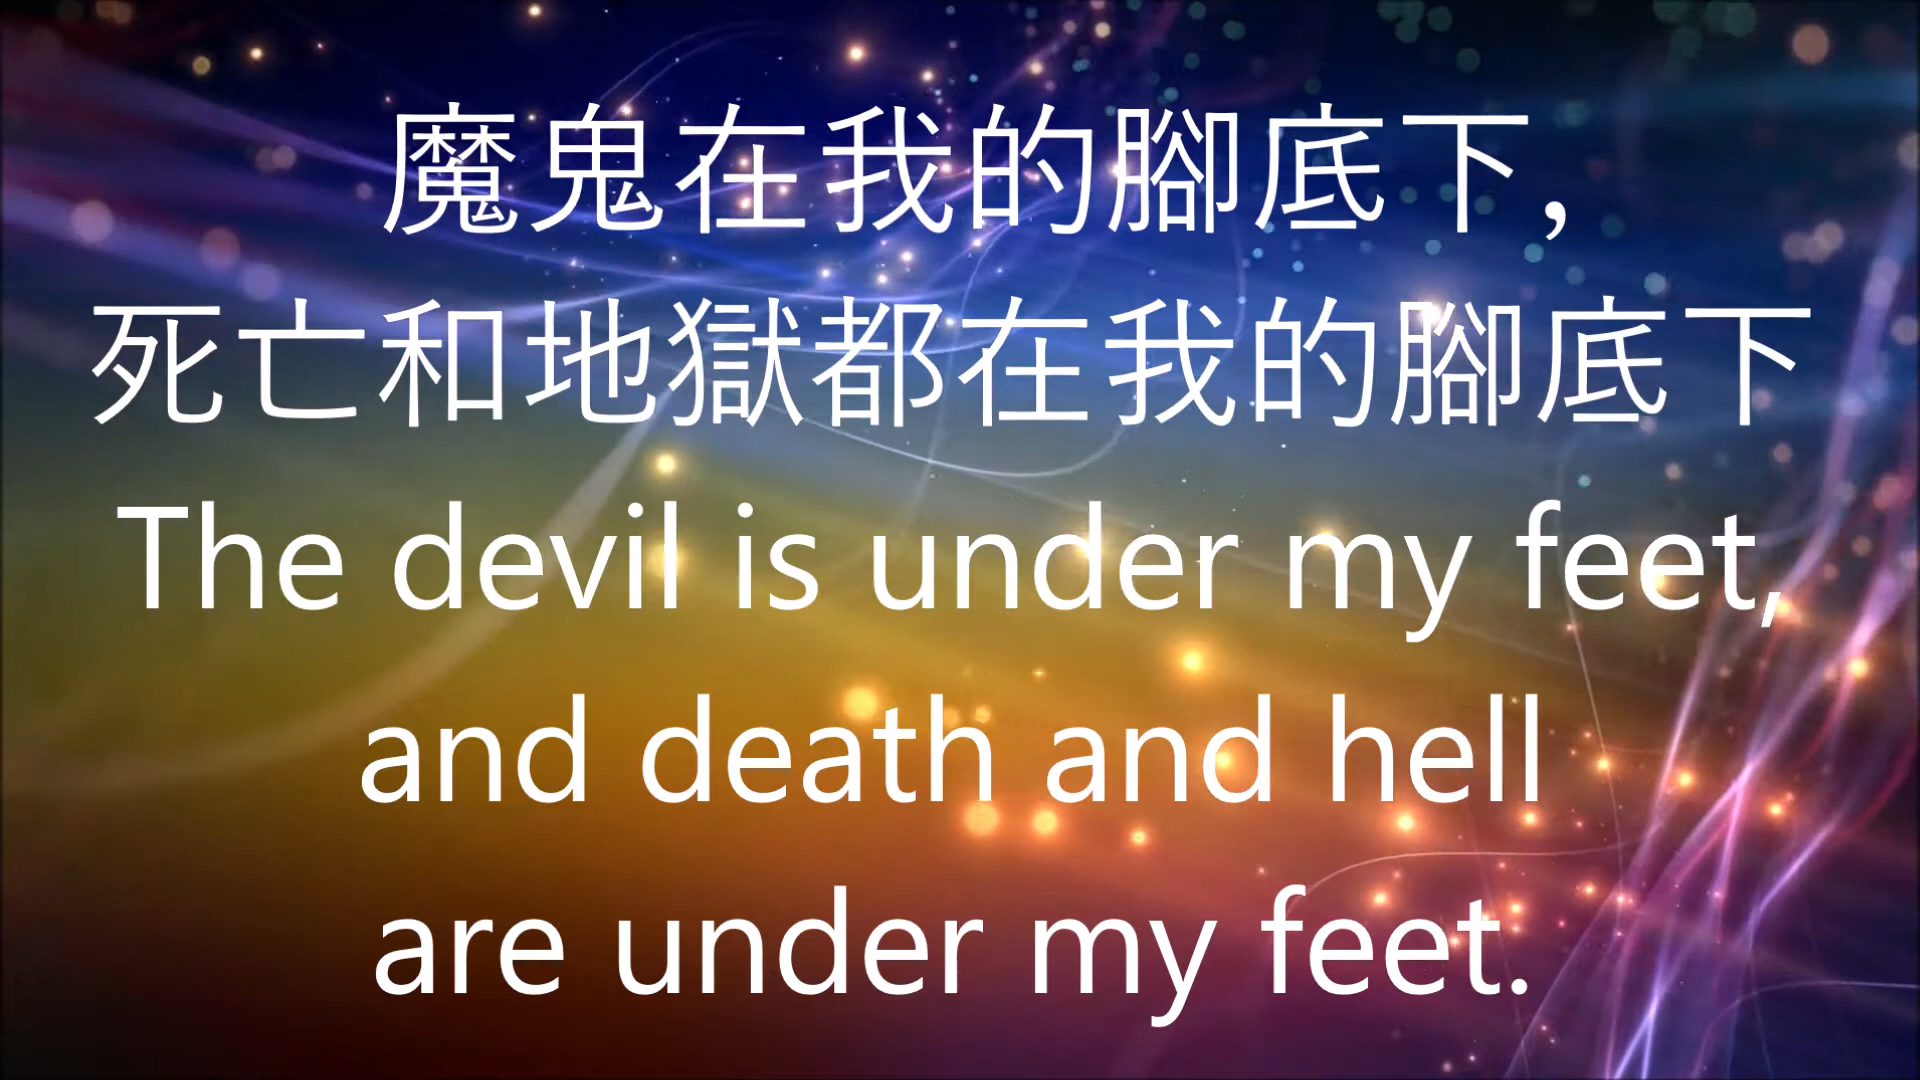 魔鬼在我的腳底下,
死亡和地獄都在我的腳底下
The devil is under my feet,
and death and hell
are under my feet.